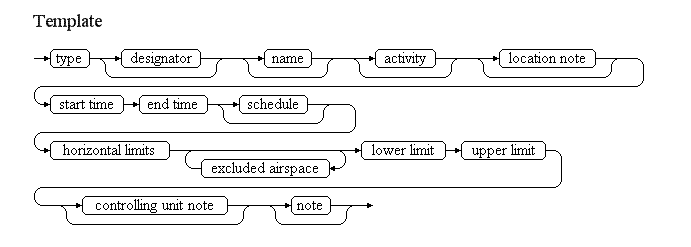 Template
type designator name activity location note
start time end time schedule
horizontal limits lower limit upper limit
excluded airspace
controlling unit note note